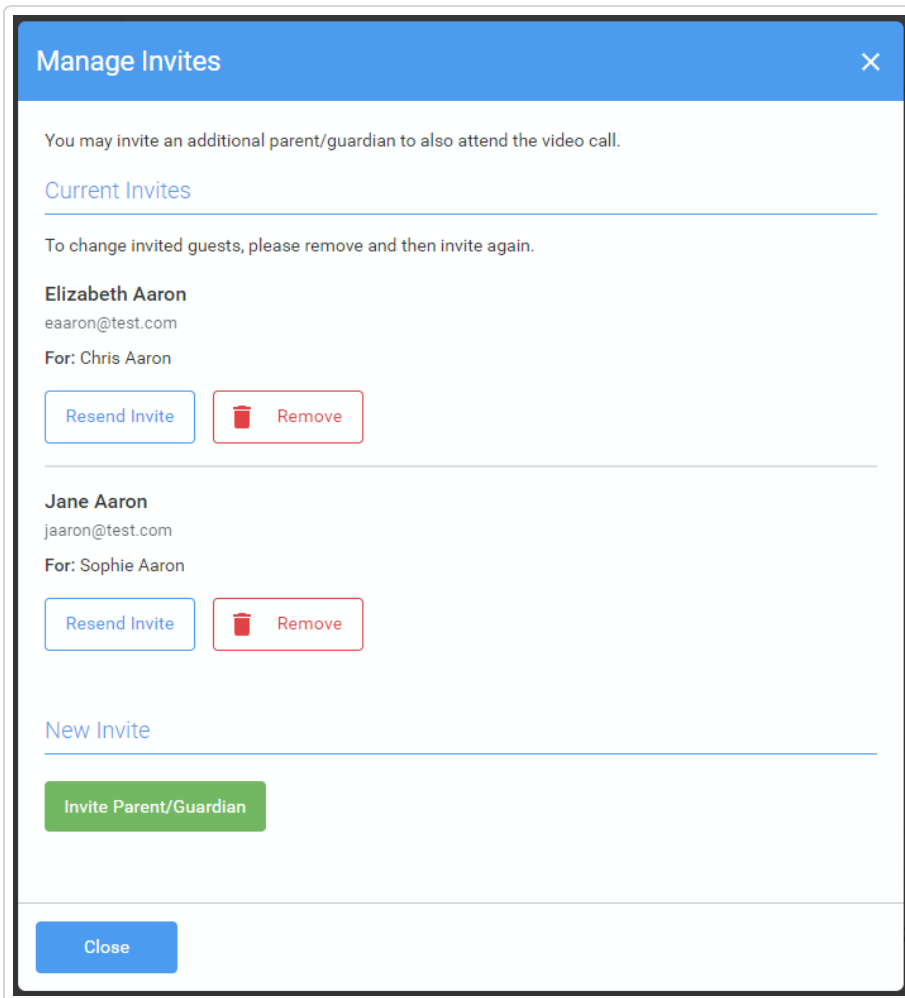 Manage Invites
You may invite an additional parent/guardian to also attend the video call.
Current Invites
To change invited guests, please remove and then invite again.
Elizabeth Aaron
eaaron@test.com
For: Chris Aaron
Resend Invite Remove
Jane Aaron
jaaron@test.com
For: Sophie Aaron
Resend Invite Remove
New Invite
Invite Parent/Guardian
Close